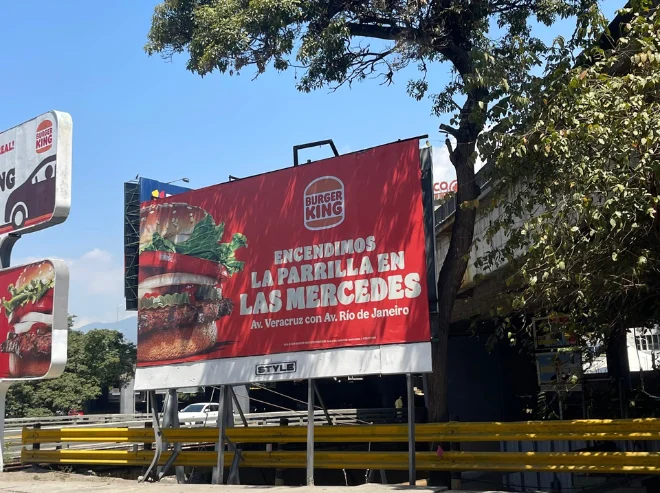 BURGER
KING
BURGER
KING
ENCENDIMOS
LA PARRILLA EN
LAS MERCEDES
Av. Veracruz con Av. Río de Janeiro
STYLE